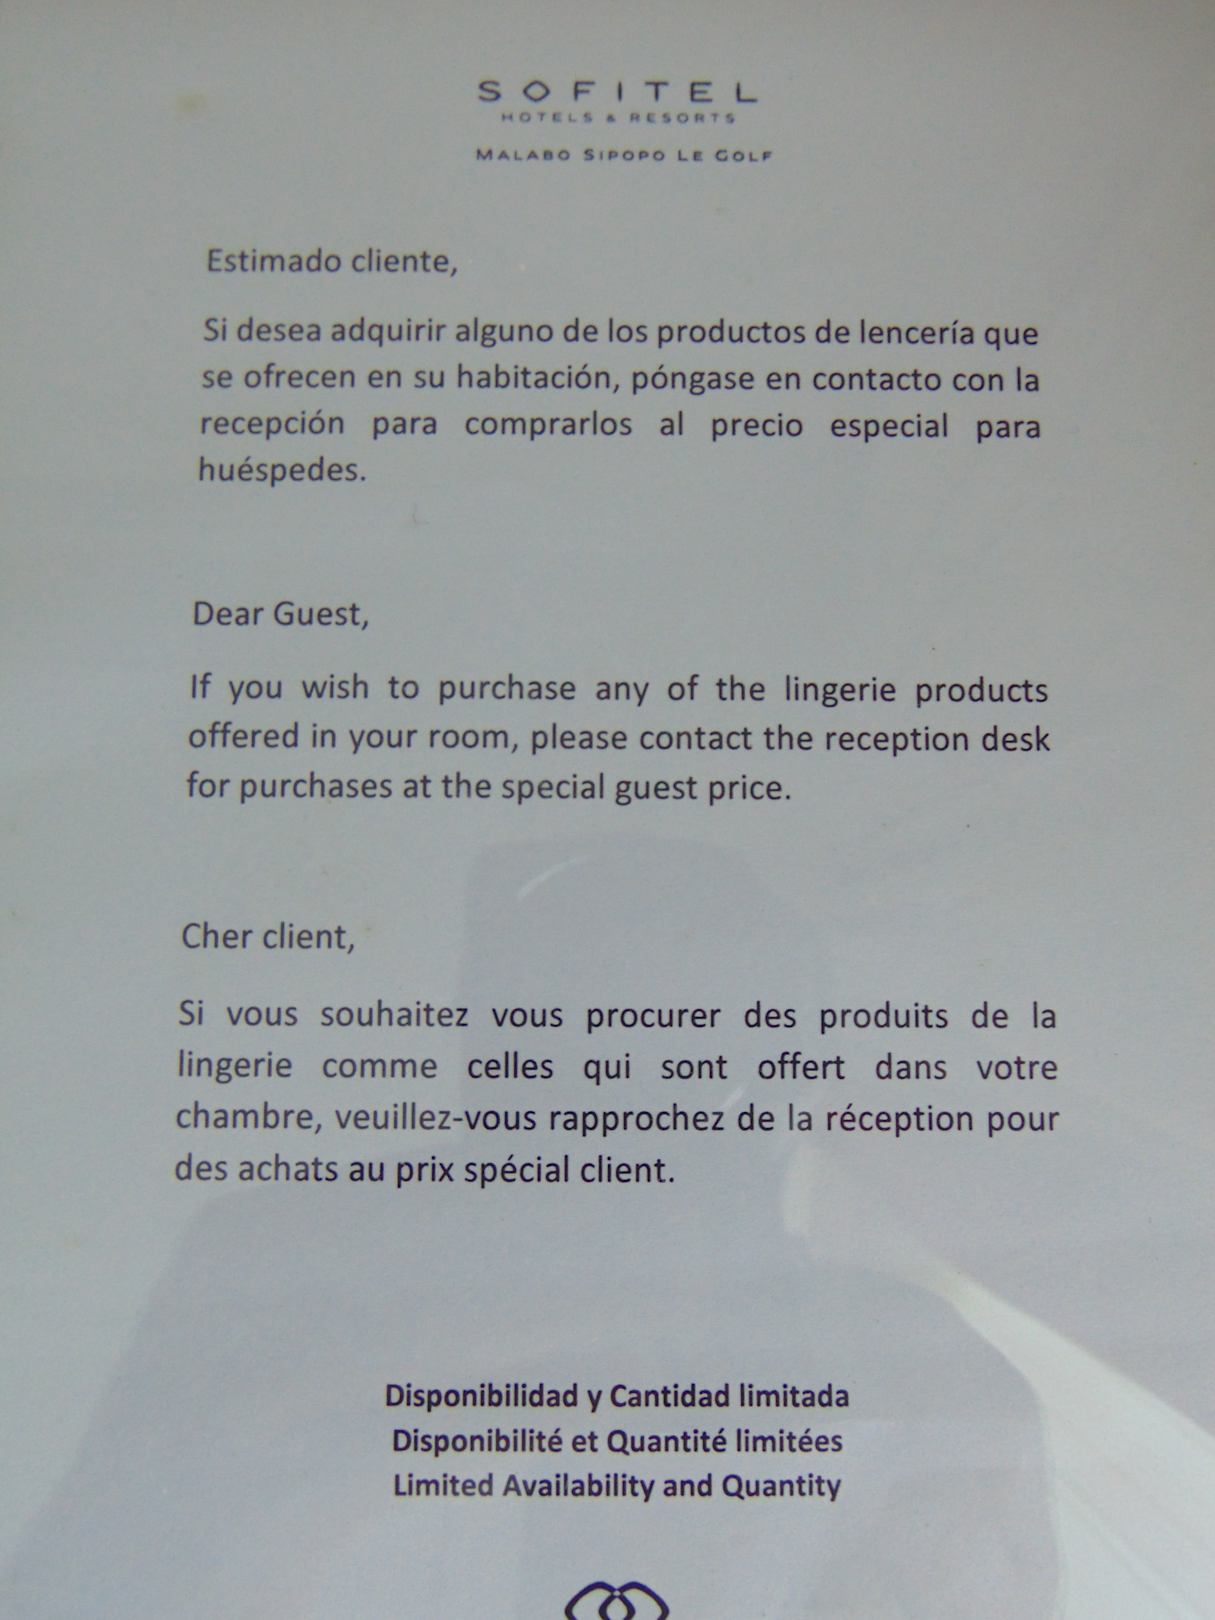 SOFITEL
HOTELS & RESORTS
MALABO SIPOPO LE GOLF
Estimado cliente,
Si desea adquirir alguno de los productos de lencería que
se ofrecen en su habitación, póngase en contacto con la
recepción para comprarlos al precio especial para
huéspedes.
Dear Guest,
If you wish to purchase any of the lingerie products
offered in your room, please contact the reception desk
for purchases at the special guest price.
Cher client,
Si vous souhaitez vous procurer des produits de la
lingerie comme celles qui sont offert dans votre
chambre, veuillez-vous rapprochez de la réception pour
des achats au prix spécial client.
Disponibilidad y Cantidad limitada
Disponibilité et Quantité limitées
Limited Availability and Quantity